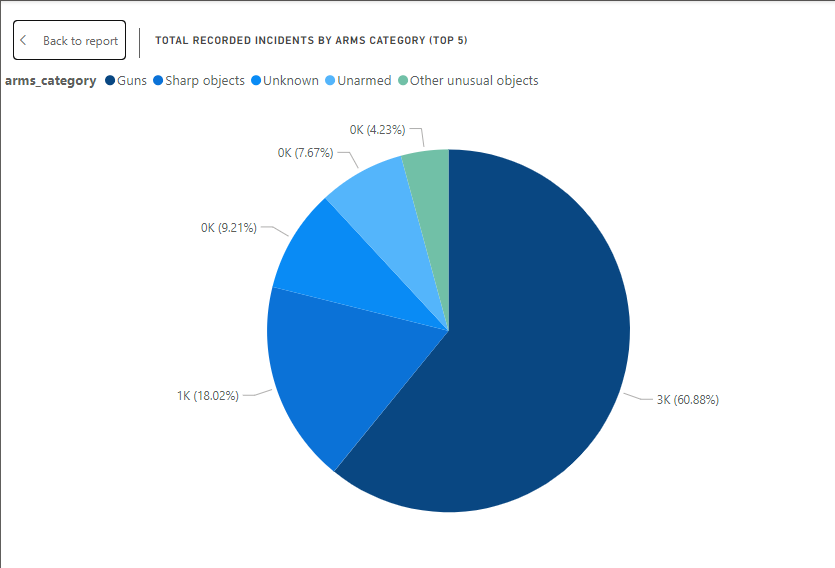 Back to report
TOTAL RECORDED INCIDENTS BY ARMS CATEGORY (TOP 5)
arms_category Guns Sharp objects Unknown Unarmed Other unusual objects
0K (4.23%)
0K (7.67%)
0K (9.21%)
1K (18.02%)
3K (60.88%)